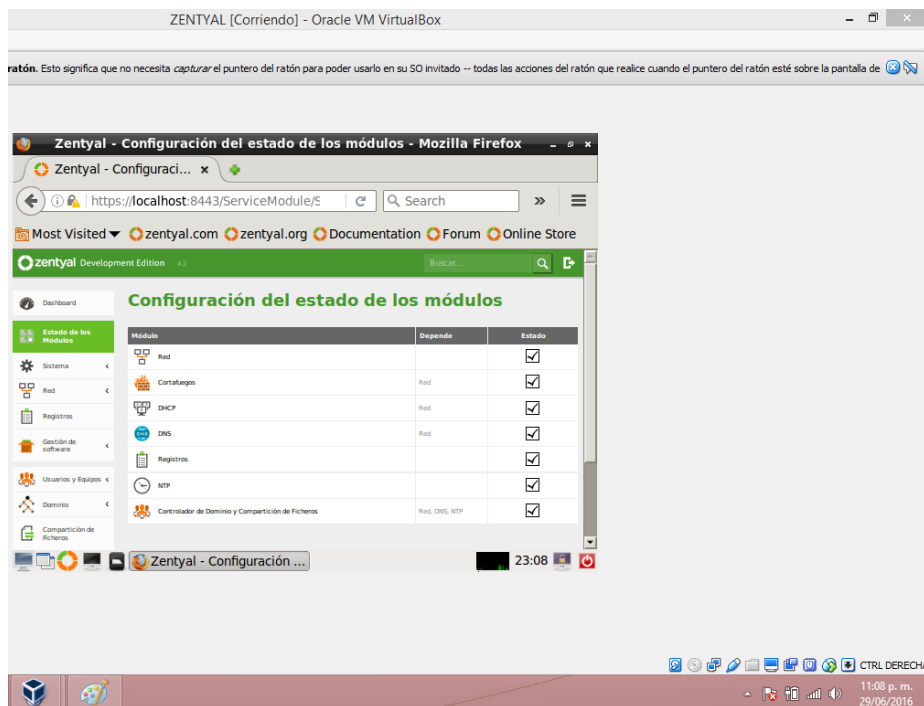 ZENTYAL [Corriendo] - Oracle VM VirtualBox
ratón. Esto significa que no necesita capturar el puntero del ratón para poder usarlo en su SO invitado -- todas las acciones del ratón que realice cuando el puntero del ratón esté sobre la pantalla de
Zentyal - Configuración del estado de los módulos - Mozilla Firefox
Zentyal - Configuraci...
https://localhost:8443/ServiceModule/S
Search
Most Visited
zentyal.com
zentyal.org
Documentation
Forum
Online Store
zentyal Development Edition 4.2
Buscar...
Dashboard
Estado de los
Módulos
Sistema
Red
Registros
Gestión de
software
Usuarios y Equipos
Dominio
Compartición de
ficheros
Configuración del estado de los módulos
Módulo Depende Estado
Red
Cortafuegos Red
DHCP Red
DNS Red
Registros
NTP
Controlador de Dominio y Compartición de Ficheros Red, DNS, NTP
Zentyal - Configuración ...
23:08
CTRL DERECHA
11:08 p. m.
29/06/2016